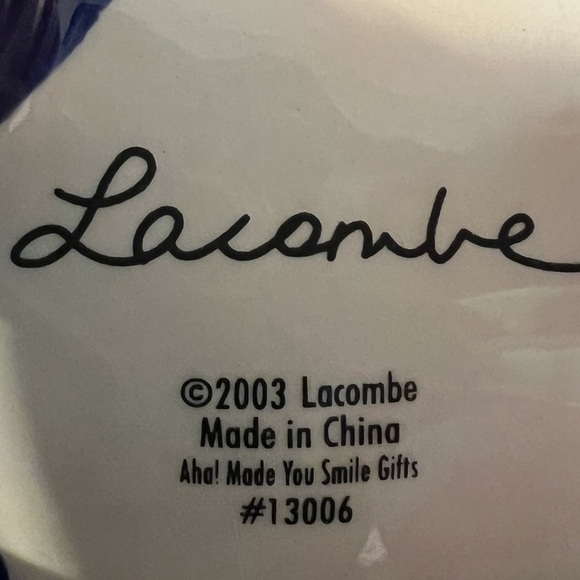 Lacombe
©2003 Lacombe
Made in China
Aha! Made You Smile Gifts
#13006